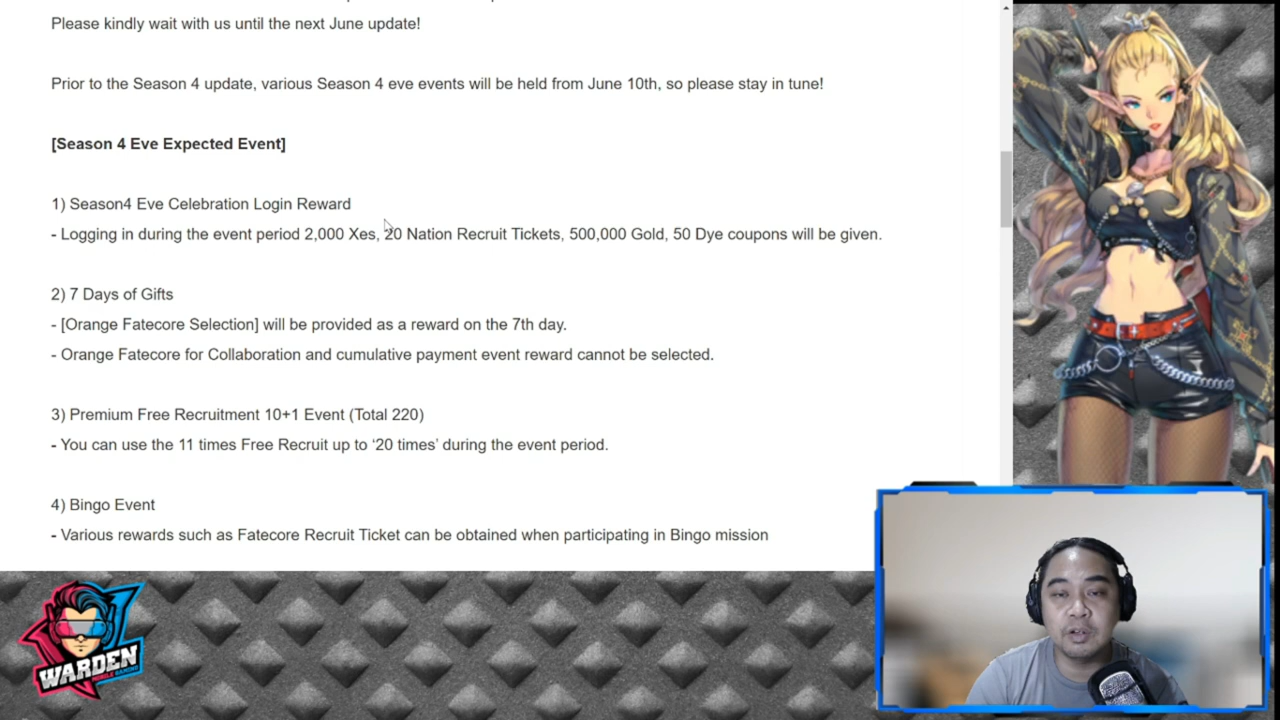 Please kindly wait with us until the next June update!
Prior to the Season 4 update, various Season 4 eve events will be held from June 10th, so please stay in tune!
[Season 4 Eve Expected Event]
1) Season4 Eve Celebration Login Reward
- Logging in during the event period 2,000 Xes, 20 Nation Recruit Tickets, 500,000 Gold, 50 Dye coupons will be given.
2) 7 Days of Gifts
- [Orange Fatecore Selection] will be provided as a reward on the 7th day.
- Orange Fatecore for Collaboration and cumulative payment event reward cannot be selected.
3) Premium Free Recruitment 10+1 Event (Total 220)
- You can use the 11 times Free Recruit up to ‘20 times’ during the event period.
4) Bingo Event
- Various rewards such as Fatecore Recruit Ticket can be obtained when participating in Bingo mission
WARDEN
MOBILE GAMING